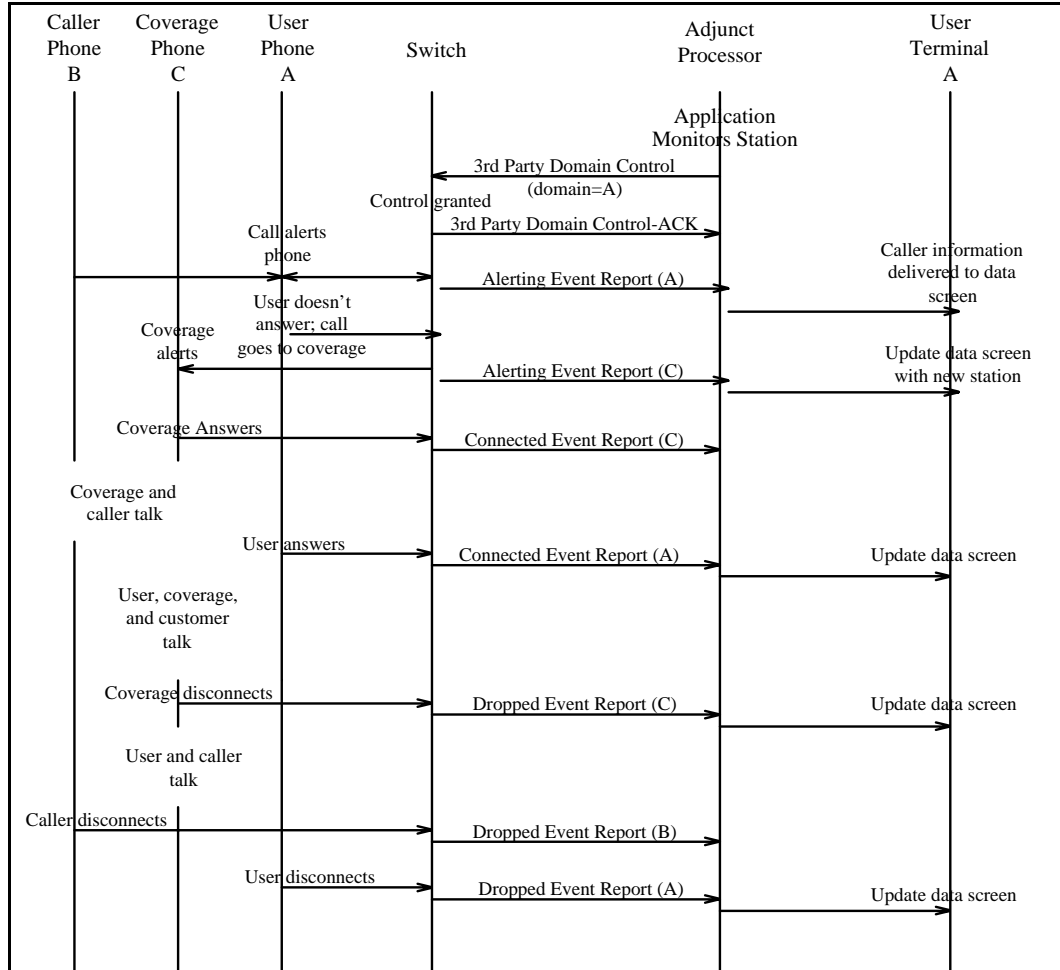 Caller
Phone
B
Coverage
Phone
C
User
Phone
A
Switch
Adjunct
Processor
User
Terminal
A
Application
Monitors Station
3rd Party Domain Control
(domain=A)
Control granted
3rd Party Domain Control-ACK
Call alerts
phone
Alerting Event Report (A)
Caller information
delivered to data
screen
User doesn't
answer; call
goes to coverage
Coverage
alerts
Alerting Event Report (C)
Update data screen
with new station
Coverage Answers
Connected Event Report (C)
Coverage and
caller talk
User answers
Connected Event Report (A)
Update data screen
User, coverage,
and customer
talk
Coverage disconnects
Dropped Event Report (C)
Update data screen
User and caller
talk
Caller disconnects
Dropped Event Report (B)
User disconnects
Dropped Event Report (A)
Update data screen